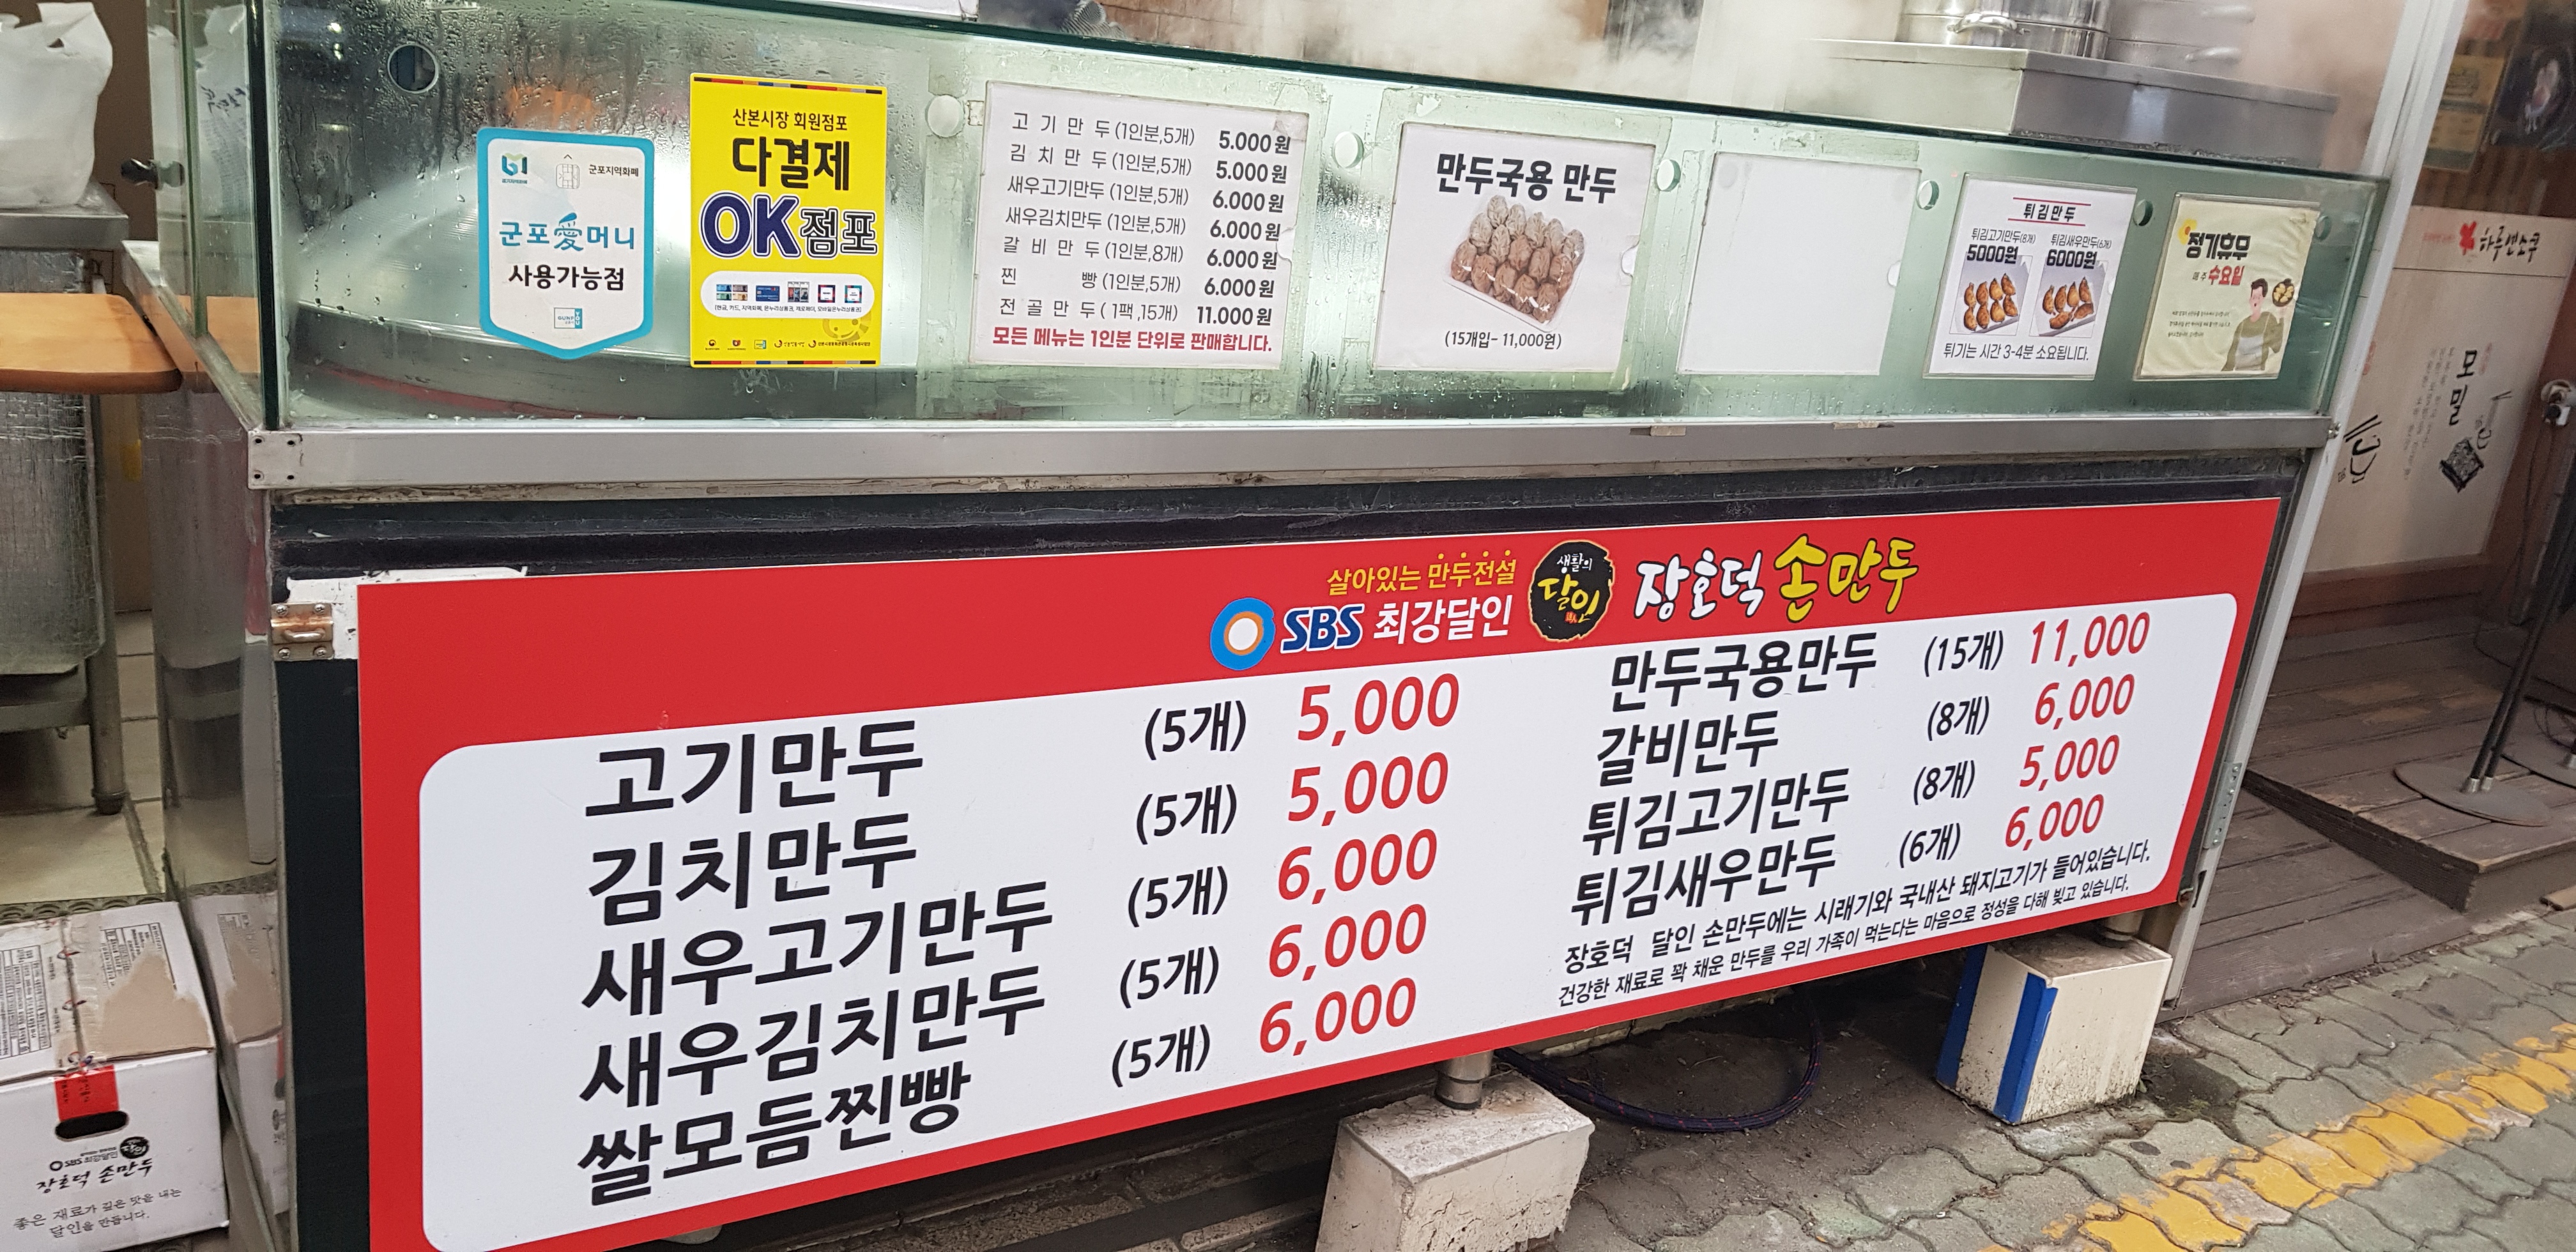 군포지역화폐
군포愛머니
사용가능점
산본시장 회원점포
다결제
OK점포
고기만두(1인분,5개) 5.000원
김치만두(1인분,5개) 5.000원
새우고기만두(1인분,5개) 6.000원
새우김치만두(1인분,5개) 6.000원
갈비만두(1인분,8개) 6.000원
찐빵(1인분,5개) 6.000원
전골만두(1팩,15개) 11.000원
모든 메뉴는 1인분 단위로 판매합니다.
만두국용 만두
(15개입- 11,000원)
튀김만두
튀김고기만두(8개) 튀김새우만두(6개)
5000원 6000원
튀기는 시간 3-4분 소요됩니다.
정기휴무
매주 수요일
하루엔소쿠
모밀
살아있는 만두전설
SBS 최강달인
생활의 달인
장호덕 손만두
고기만두 (5개) 5,000
김치만두 (5개) 5,000
새우고기만두 (5개) 6,000
새우김치만두 (5개) 6,000
쌀모듬찐빵 (5개) 6,000
만두국용만두 (15개) 11,000
갈비만두 (8개) 6,000
튀김고기만두 (8개) 5,000
튀김새우만두 (6개) 6,000
장호덕 달인 손만두에는 시래기와 국내산 돼지고기가 들어있습니다.
건강한 재료로 꽉 채운 만두를 우리 가족이 먹는다는 마음으로 정성을 다해 빚고 있습니다.
SBS 최강달인
장호덕 손만두
좋은 재료가 깊은 맛을 내는
달인을 만듭니다.